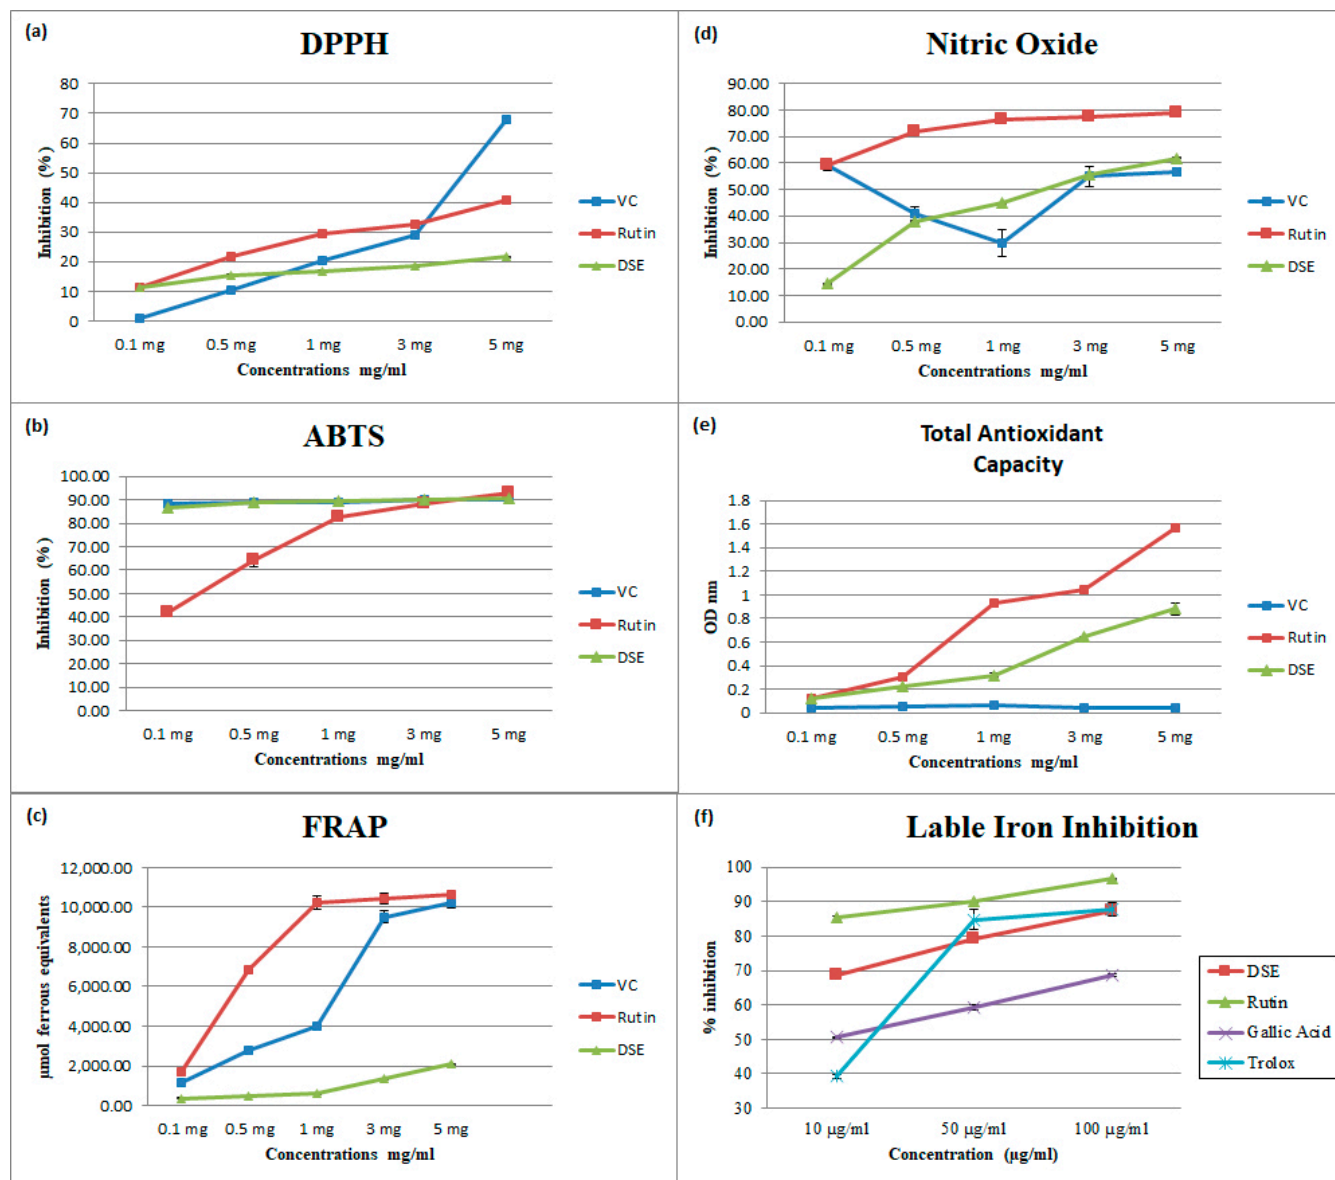 (a)
DPPH
80
70
60
50
40
30
20
10
0
Inhibition (%)
0.1 mg 0.5 mg 1 mg 3 mg 5 mg
Concentrations mg/ml
VC
Rutin
DSE
(d)
Nitric Oxide
90.00
80.00
70.00
60.00
50.00
40.00
30.00
20.00
10.00
0.00
Inhibition (%)
0.1 mg 0.5 mg 1 mg 3 mg 5 mg
Concentrations mg/ml
VC
Rutin
DSE
(b)
ABTS
100.00
90.00
80.00
70.00
60.00
50.00
40.00
30.00
20.00
10.00
0.00
Inhibition (%)
0.1 mg 0.5 mg 1 mg 3 mg 5 mg
Concentrations mg/ml
VC
Rutin
DSE
(e)
Total Antioxidant
Capacity
1.8
1.6
1.4
1.2
1
0.8
0.6
0.4
0.2
0
OD nm
0.1 mg 0.5 mg 1 mg 3 mg 5 mg
Concentrations mg/ml
VC
Rutin
DSE
(c)
FRAP
12,000.00
10,000.00
8,000.00
6,000.00
4,000.00
2,000.00
0.00
µmol ferrous equivalents
0.1 mg 0.5 mg 1 mg 3 mg 5 mg
Concentrations mg/ml
VC
Rutin
DSE
(f)
Lable Iron Inhibition
100
90
80
70
60
50
40
30
% inhibition
10 µg/ml 50 µg/ml 100 µg/ml
Concentration (µg/ml)
DSE
Rutin
Gallic Acid
Trolox